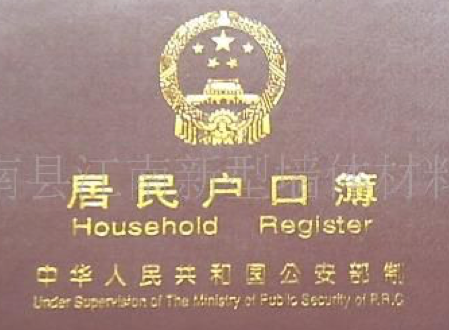 居民户口簿
Household Register
中华人民共和国公安部制
Under Supervision of The Ministry of Public Security of P.R.C
南县江南新型墙体材料